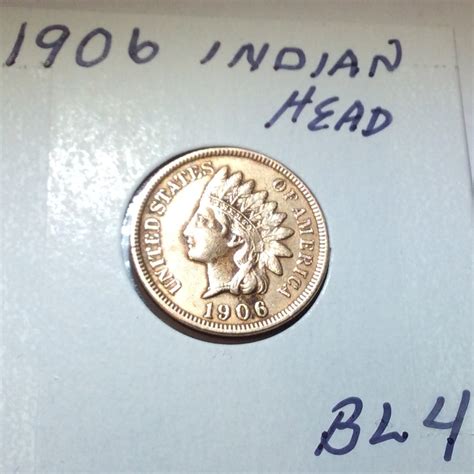 1906 INDIAN
HEAD
UNITED STATES OF AMERICA
1906
BL4